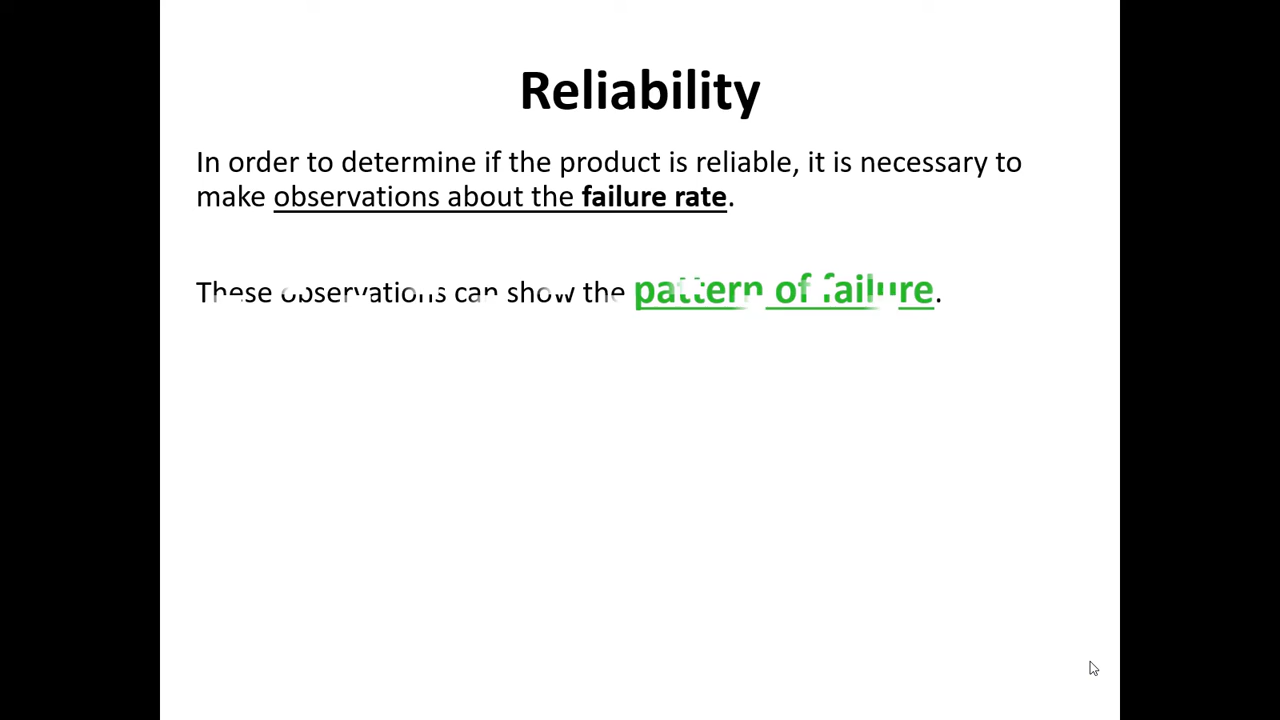 Reliability
In order to determine if the product is reliable, it is necessary to
make observations about the failure rate.
These observations can show the pattern of failure.